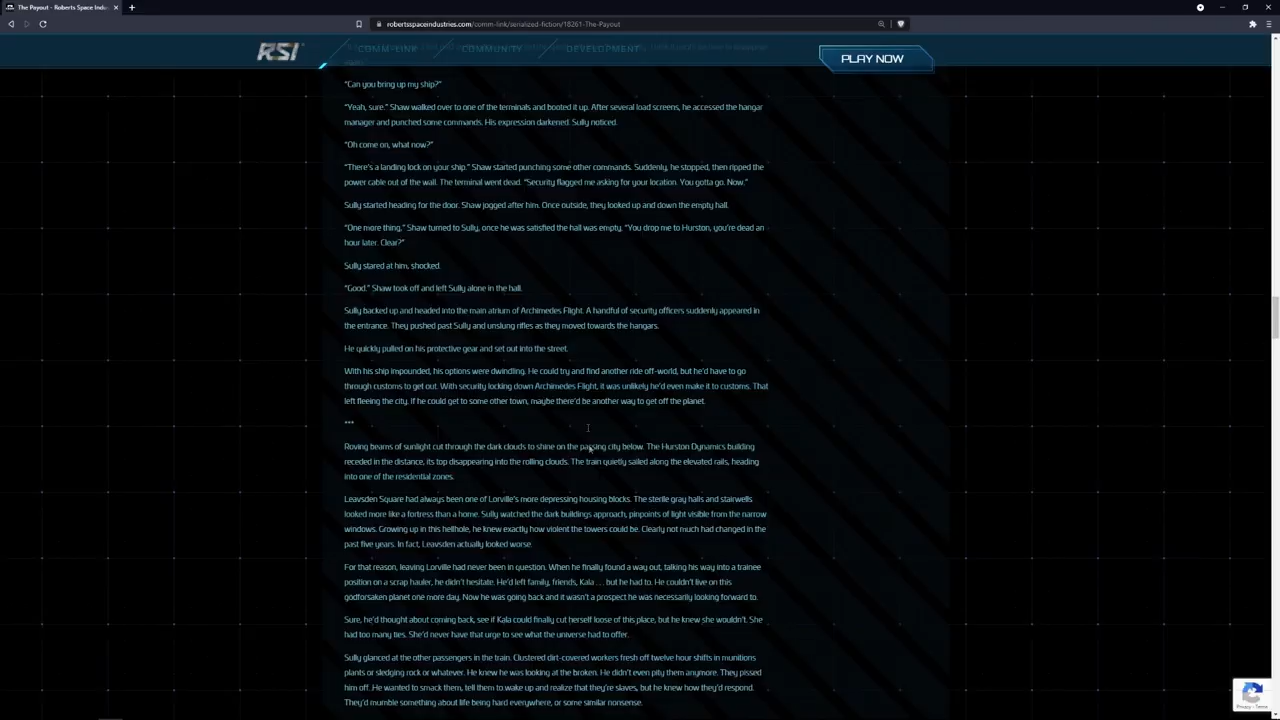 The Payout - Roberts Space Industries
robertsspaceindustries.com/comm-link/serialized-fiction/18261-The-Payout
RSI
COMM-LINK
COMMUNITY
DEVELOPMENT
PLAY NOW
"Can you bring up my ship?"
"Yeah, sure." Shaw walked over to one of the terminals and booted it up. After several load screens, he accessed the hangar
manager and punched some commands. His expression darkened. Sully noticed.
"Oh come on, what now?"
"There's a landing lock on your ship." Shaw started punching some other commands. Suddenly, he stopped, then ripped the
power cable out of the wall. The terminal went dead. "Security flagged me asking for your location. You gotta go. Now."
Sully started heading for the door. Shaw jogged after him. Once outside, they looked up and down the empty hall.
"One more thing." Shaw turned to Sully, once he was satisfied the hall was empty. "You drop me to Hurston, you're dead an
hour later. Clear?"
Sully stared at him, shocked.
"Good." Shaw took off and left Sully alone in the hall.
Sully backed up and headed into the main atrium of Archimedes Flight. A handful of security officers suddenly appeared in
the entrance. They pushed past Sully and unslung rifles as they moved towards the hangars.
He quickly pulled on his protective gear and set out into the street.
With his ship impounded, his options were dwindling. He could try and find another ride off-world, but he'd have to go
through customs to get out. With security locking down Archimedes Flight, it was unlikely he'd even make it to customs. That
left fleeing the city. If he could get to some other town, maybe there'd be another way to get off the planet.
***
Roving beams of sunlight cut through the dark clouds to shine on the passing city below. The Hurston Dynamics building
receded in the distance, its top disappearing into the rolling clouds. The train quietly sailed along the elevated rails, heading
into one of the residential zones.
Leavsden Square had always been one of Lorville's more depressing housing blocks. The sterile gray halls and stairwells
looked more like a fortress than a home. Sully watched the dark buildings approach, pinpoints of light visible from the narrow
windows. Growing up in this hellhole, he knew exactly how violent the towers could be. Clearly not much had changed in the
past five years. In fact, Leavsden actually looked worse.
For that reason, leaving Lorville had never been in question. When he finally found a way out, talking his way into a trainee
position on a scrap hauler, he didn't hesitate. He'd left family, friends, Kala . . . but he had to. He couldn't live on this
godforsaken planet one more day. Now he was going back and it wasn't a prospect he was necessarily looking forward to.
Sure, he'd thought about coming back, see if Kala could finally cut herself loose of this place, but he knew she wouldn't. She
had too many ties. She'd never have that urge to see what the universe had to offer.
Sully glanced at the other passengers in the train. Clustered dirt-covered workers fresh off twelve hour shifts in munitions
plants or sledging rock or whatever. He knew he was looking at the broken. He didn't even pity them anymore. They pissed
him off. He wanted to smack them, tell them to wake up and realize that they're slaves, but he knew how they'd respond.
They'd mumble something about life being hard everywhere, or some similar nonsense.
Privacy - Terms